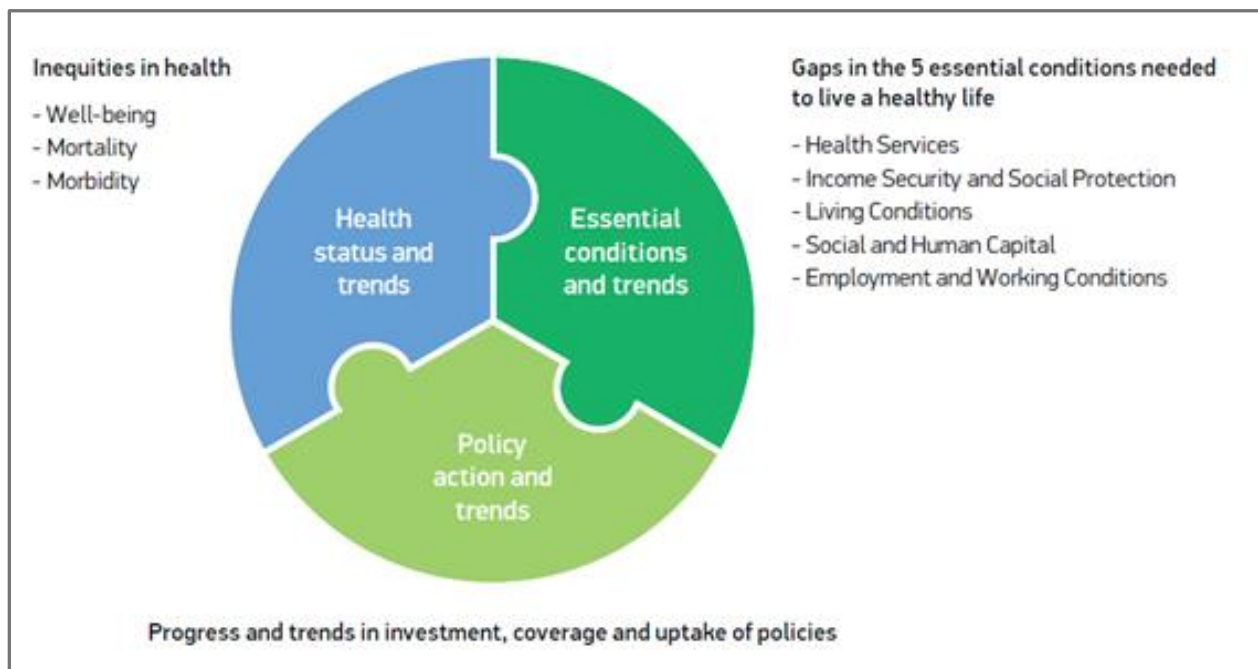 Inequities in health
- Well-being
- Mortality
- Morbidity
Health
status and
trends
Essential
conditions
and trends
Policy
action and
trends
Gaps in the 5 essential conditions needed
to live a healthy life
- Health Services
- Income Security and Social Protection
- Living Conditions
- Social and Human Capital
- Employment and Working Conditions
Progress and trends in investment, coverage and uptake of policies